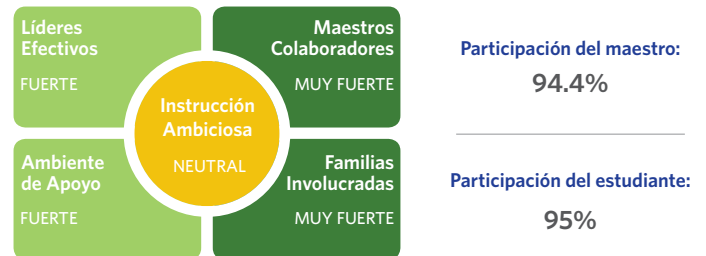 Líderes
Efectivos
FUERTE
Maestros
Colaboradores
MUY FUERTE
Instrucción
Ambiciosa
NEUTRAL
Ambiente
de Apoyo
FUERTE
Familias
Involucradas
MUY FUERTE
Participación del maestro:
94.4%
Participación del estudiante:
95%